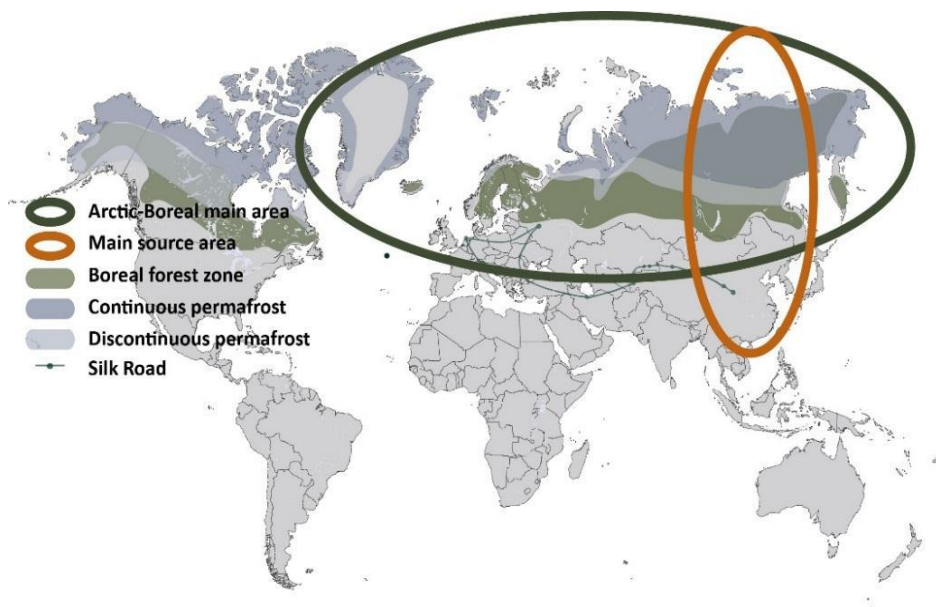 Arctic-Boreal main area
Main source area
Boreal forest zone
Continuous permafrost
Discontinuous permafrost
Silk Road